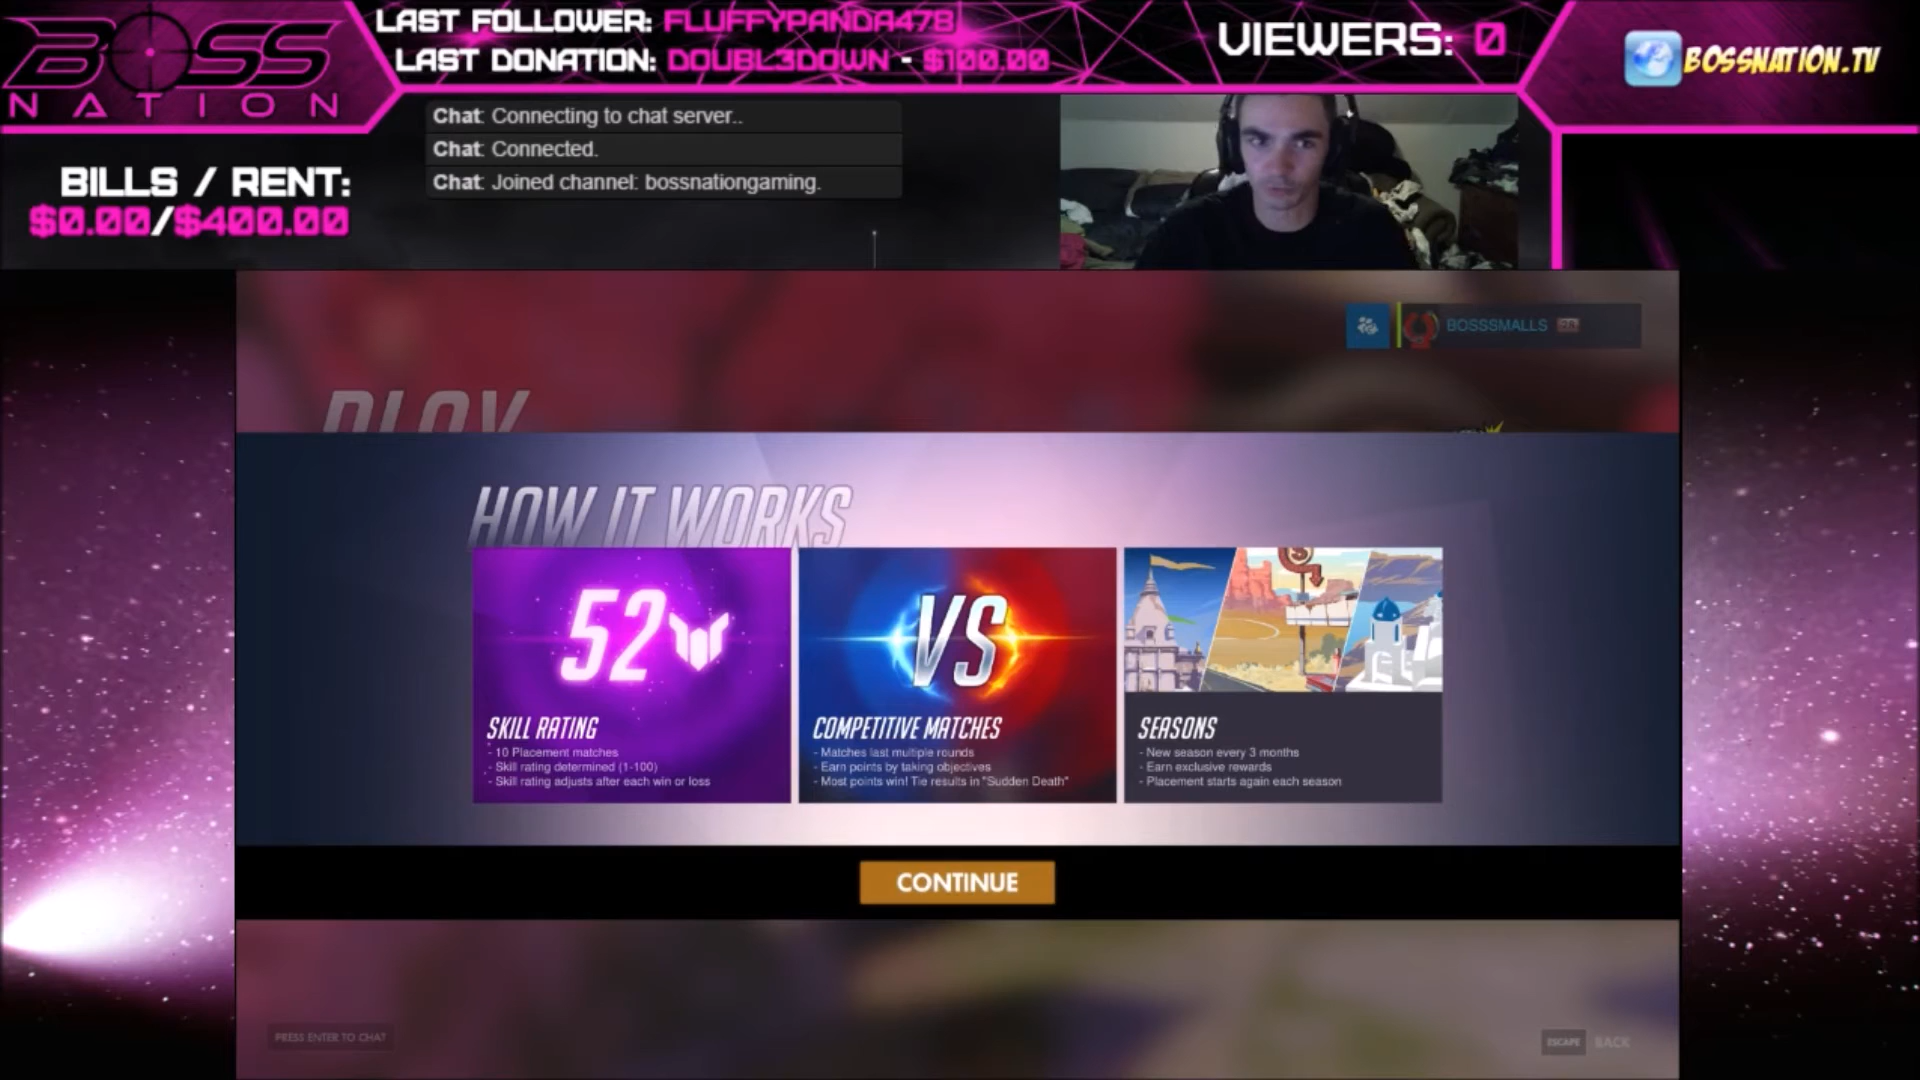 BOSS
NATION
LAST FOLLOWER: FLUFFYPANDA478
LAST DONATION: DOUBL3DOWN - $100.00
VIEWERS: 0
BOSSNATION.TV
Chat: Connecting to chat server..
Chat: Connected.
Chat: Joined channel: bossnationgaming.
BILLS / RENT:
$0.00/$400.00
BOSSSMALLS
PLAY
HOW IT WORKS
52
SKILL RATING
- 10 Placement matches
- Skill rating determined (1-100)
- Skill rating adjusts after each win or loss
VS
COMPETITIVE MATCHES
- Matches last multiple rounds
- Earn points by taking objectives
- Most points win! Tie results in "Sudden Death"
SEASONS
- New season every 3 months
- Earn exclusive rewards
- Placement starts again each season
CONTINUE
PRESS ENTER TO CHAT
ESCAPE BACK